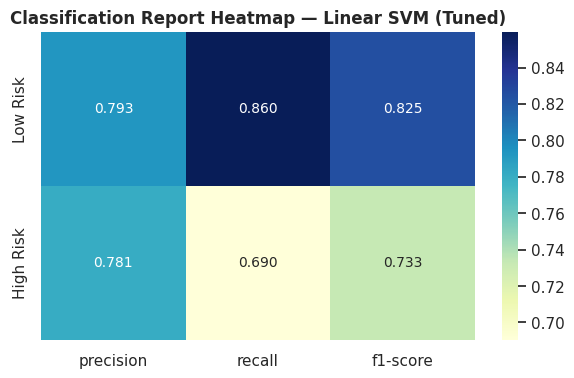 Classification Report Heatmap — Linear SVM (Tuned)
Low Risk
0.793 0.860 0.825
High Risk
0.781 0.690 0.733
precision recall f1-score
0.84
0.82
0.80
0.78
0.76
0.74
0.72
0.70